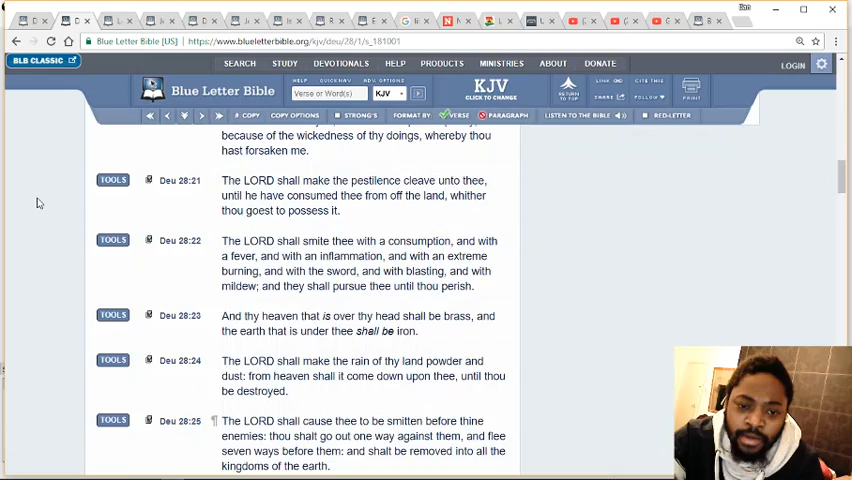 Ben
Blue Letter Bible [US] https://www.blueletterbible.org/kjv/deu/28/1/s_181001
BLB CLASSIC
SEARCH STUDY DEVOTIONALS HELP PRODUCTS MINISTRIES ABOUT DONATE
LOGIN
Blue Letter Bible
HELP QUICK NAV ADV. OPTIONS
Verse or Word(s) KJV
KJV
CLICK TO CHANGE
RETURN TO TOP
LINK
SHARE
CITE THIS
FOLLOW
PRINT
COPY COPY OPTIONS STRONG'S FORMAT BY VERSE PARAGRAPH LISTEN TO THE BIBLE RED-LETTER
because of the wickedness of thy doings, whereby thou
hast forsaken me.
TOOLS Deu 28:21 The LORD shall make the pestilence cleave unto thee,
until he have consumed thee from off the land, whither
thou goest to possess it.
TOOLS Deu 28:22 The LORD shall smite thee with a consumption, and with
a fever, and with an inflammation, and with an extreme
burning, and with the sword, and with blasting, and with
mildew; and they shall pursue thee until thou perish.
TOOLS Deu 28:23 And thy heaven that is over thy head shall be brass, and
the earth that is under thee shall be iron.
TOOLS Deu 28:24 The LORD shall make the rain of thy land powder and
dust: from heaven shall it come down upon thee, until thou
be destroyed.
TOOLS Deu 28:25 ¶ The LORD shall cause thee to be smitten before thine
enemies: thou shalt go out one way against them, and flee
seven ways before them: and shalt be removed into all the
kingdoms of the earth.